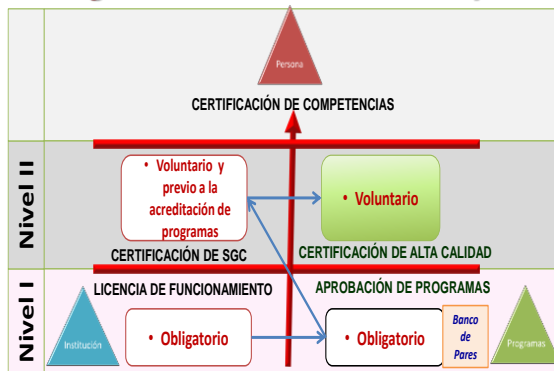 Persona
CERTIFICACIÓN DE COMPETENCIAS
Nivel II
• Voluntario y
previo a la
acreditación de
programas
• Voluntario
CERTIFICACIÓN DE SGC
CERTIFICACIÓN DE ALTA CALIDAD
Nivel I
LICENCIA DE FUNCIONAMIENTO
APROBACIÓN DE PROGRAMAS
Institución
• Obligatorio
• Obligatorio
Banco
de
Pares
Programas